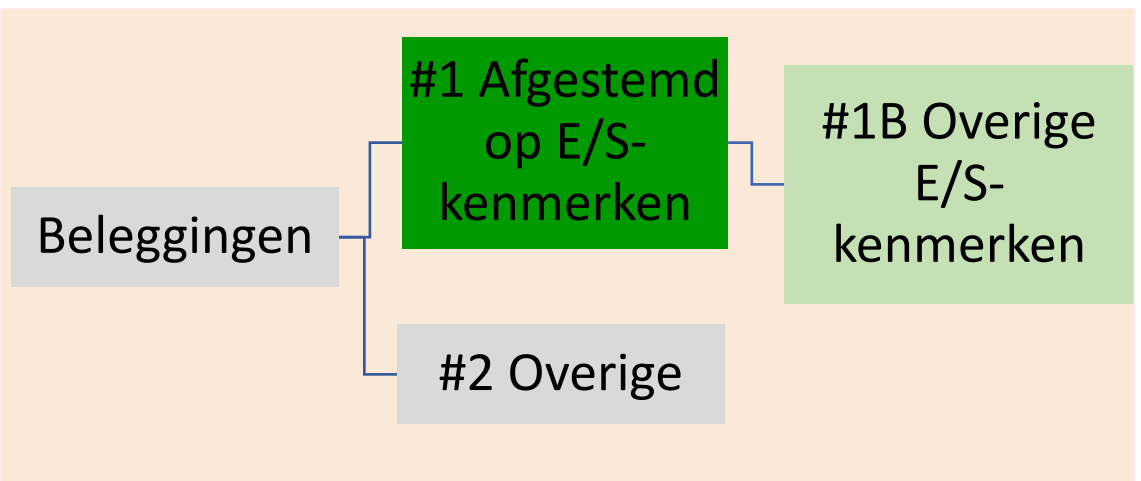 #1 Afgestemd
op E/S-
kenmerken
#1B Overige
E/S-
kenmerken
Beleggingen
#2 Overige